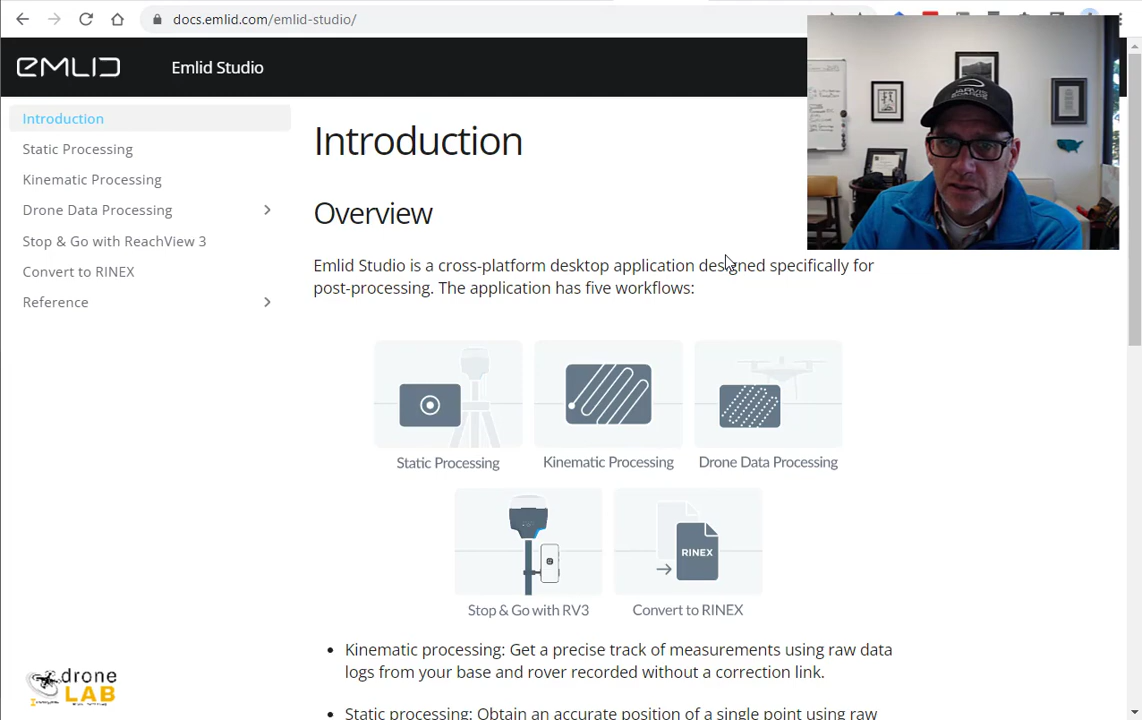 docs.emlid.com/emlid-studio/
EMLID
Emlid Studio
Introduction
Static Processing
Kinematic Processing
Drone Data Processing
Stop & Go with ReachView 3
Convert to RINEX
Reference
Introduction
Overview
Emlid Studio is a cross-platform desktop application designed specifically for
post-processing. The application has five workflows:
Static Processing
Kinematic Processing
Drone Data Processing
RINEX
Stop & Go with RV3
Convert to RINEX
Kinematic processing: Get a precise track of measurements using raw data
logs from your base and rover recorded without a correction link.
Static processing: Obtain an accurate position of a single point using raw
drone
LAB